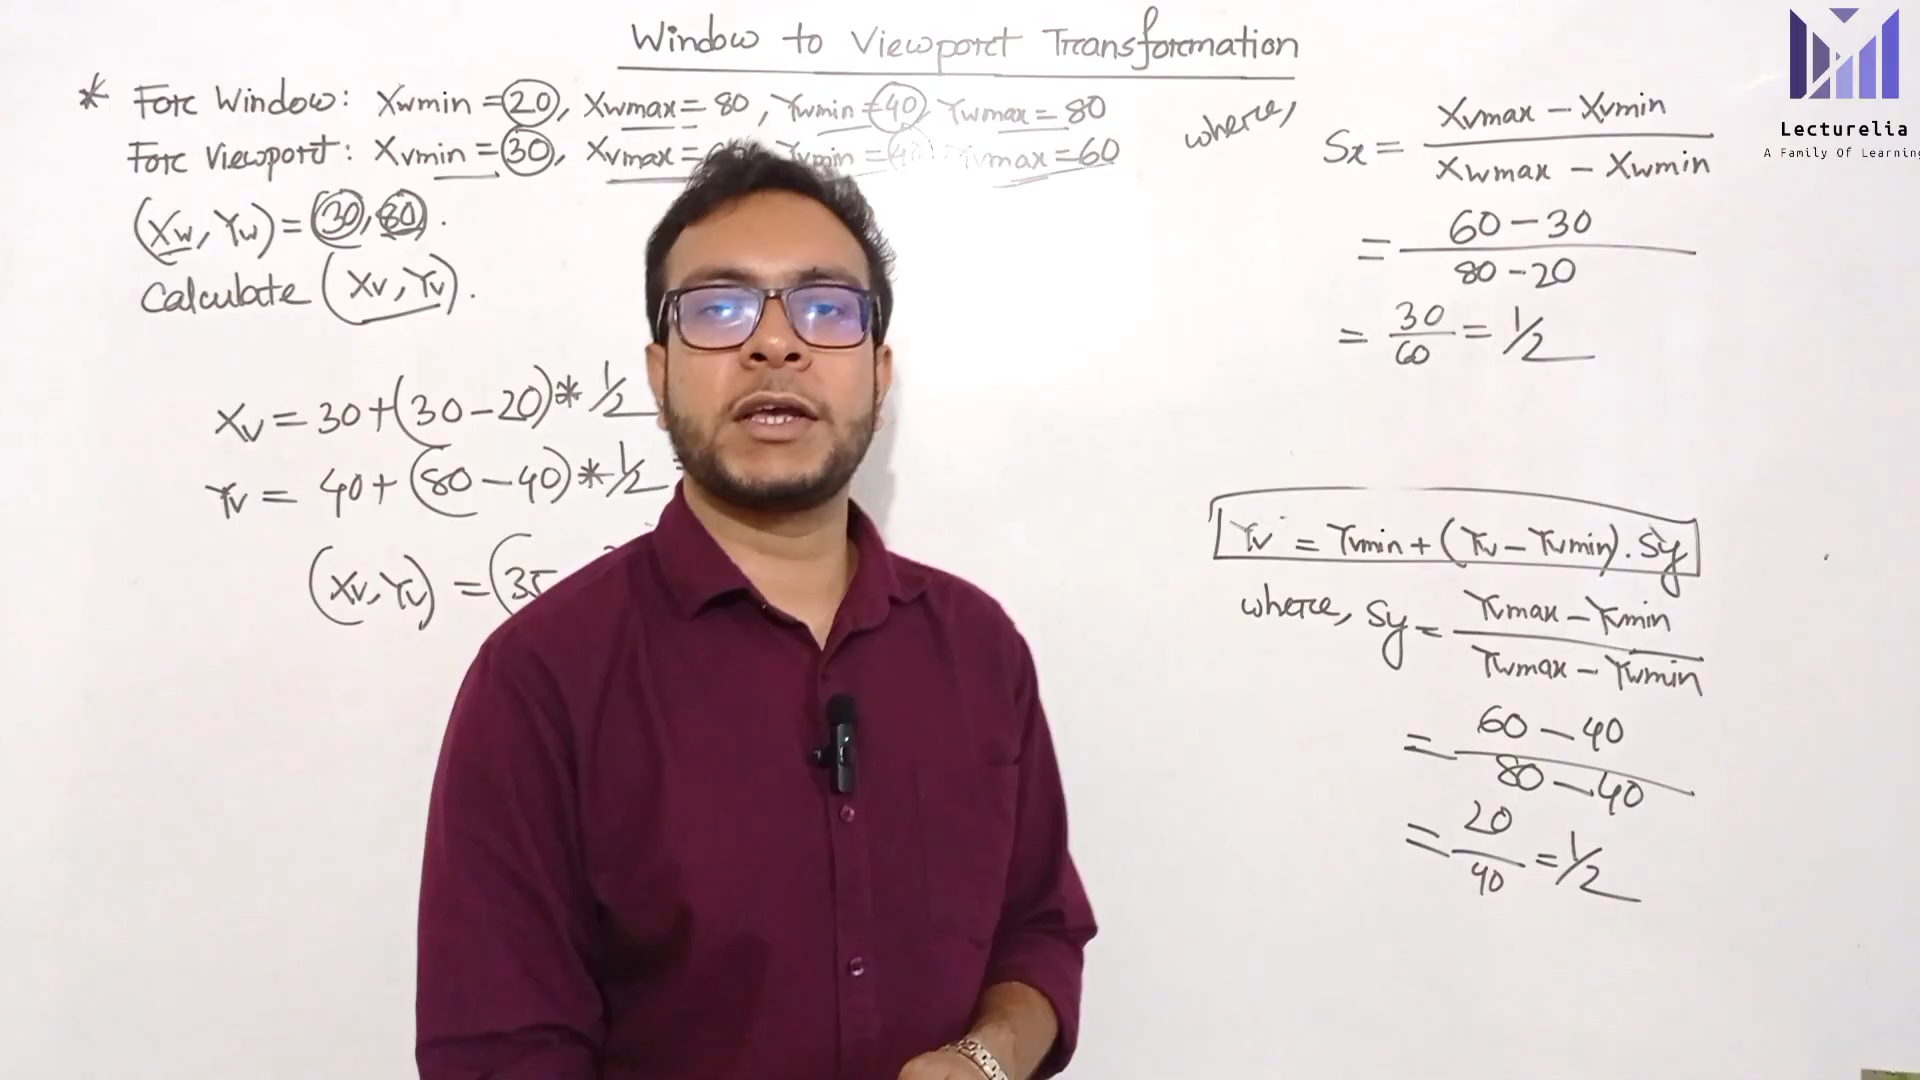 Window to Viewport Transformation
* For Window: Xwmin = 20, Xwmax = 80, Ywmin = 40, Ywmax = 80
For Viewport: Xvmin = 30, Xvmax = Yvmin = 40 Yvmax = 60
(Xw, Yw) = (30, 80).
Calculate (Xv, Yv).
Xv = 30 + (30 - 20) * 1/2
Yv = 40 + (80 - 40) * 1/2 =
(Xv, Yv) = (35
where,
Sx = Xvmax - Xvmin / Xwmax - Xwmin
= 60 - 30 / 80 - 20
= 30/60 = 1/2
Yv = Yvmin + (Yw - Ywmin) . Sy
where, Sy = Yvmax - Yvmin / Ywmax - Ywmin
= 60 - 40 / 80 - 40
= 20/40 = 1/2
Lecturelia
A Family Of Learning